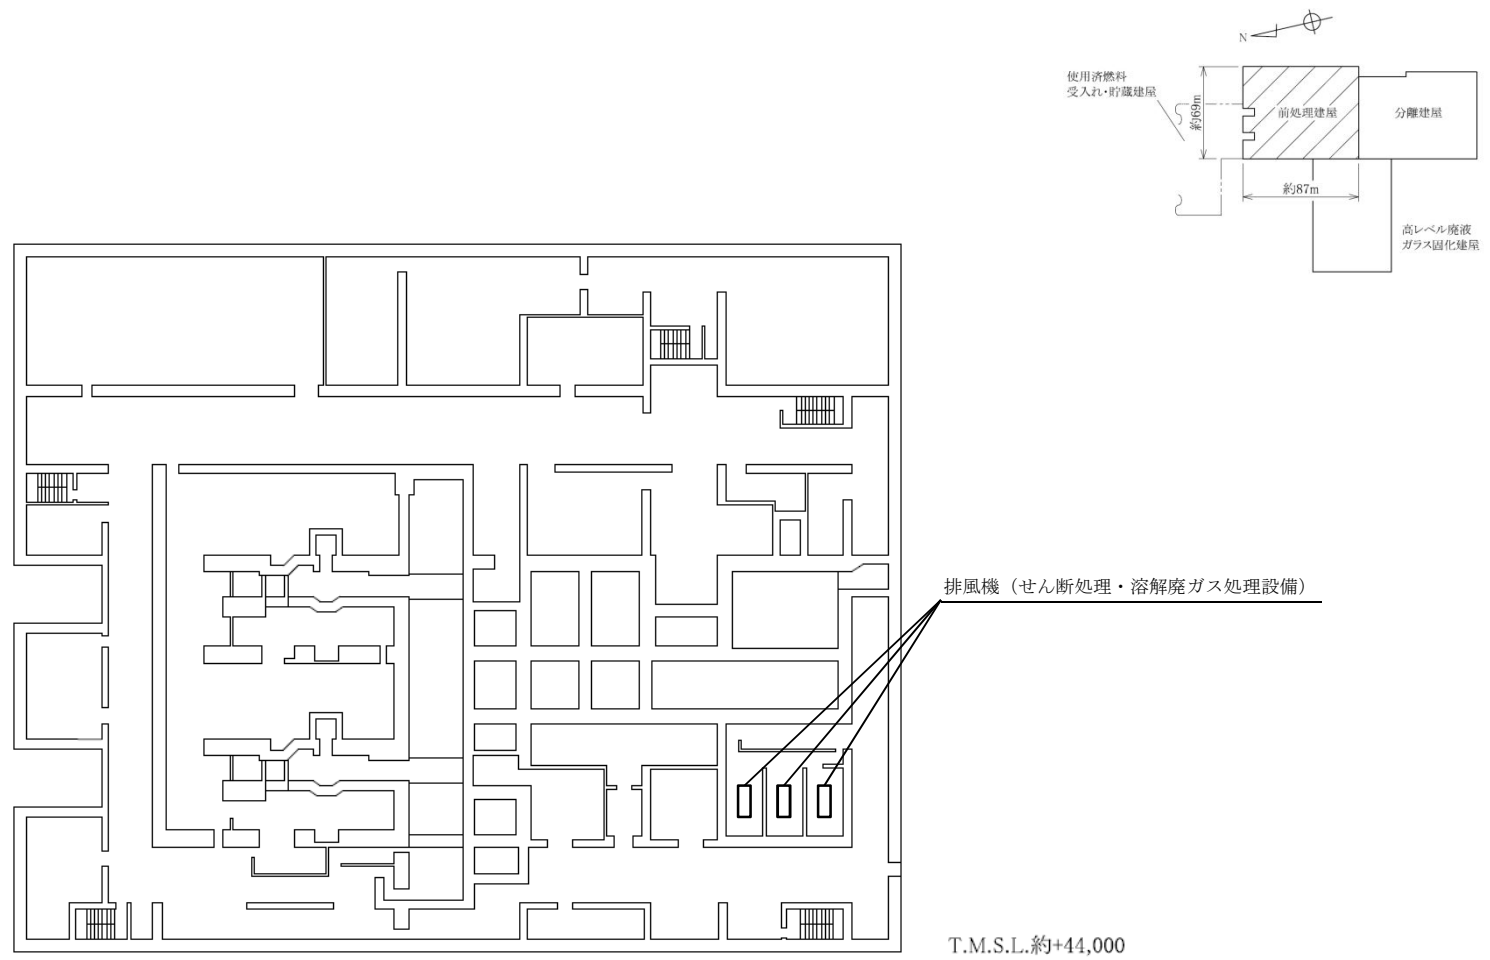 N
使用済燃料
受入れ・貯蔵建屋
約69m
前処理建屋
分離建屋
約87m
高レベル廃液
ガラス固化建屋
排風機（せん断処理・溶解廃ガス処理設備）
T.M.S.L.約+44,000